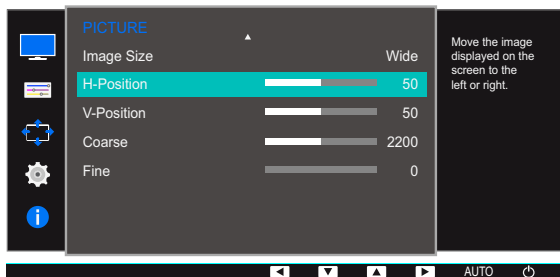 PICTURE
Image Size Wide
H-Position 50
V-Position 50
Coarse 2200
Fine 0
Move the image
displayed on the
screen to the
left or right.
AUTO